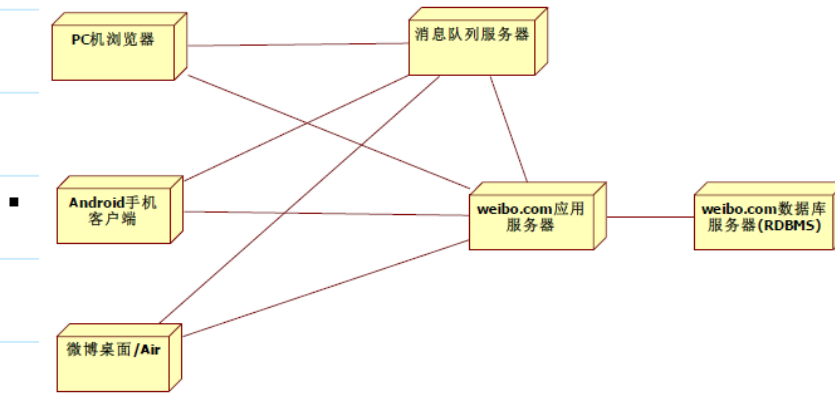 PC机浏览器
消息队列服务器
Android手机
客户端
weibo.com应用
服务器
weibo.com数据库
服务器(RDBMS)
微博桌面/Air